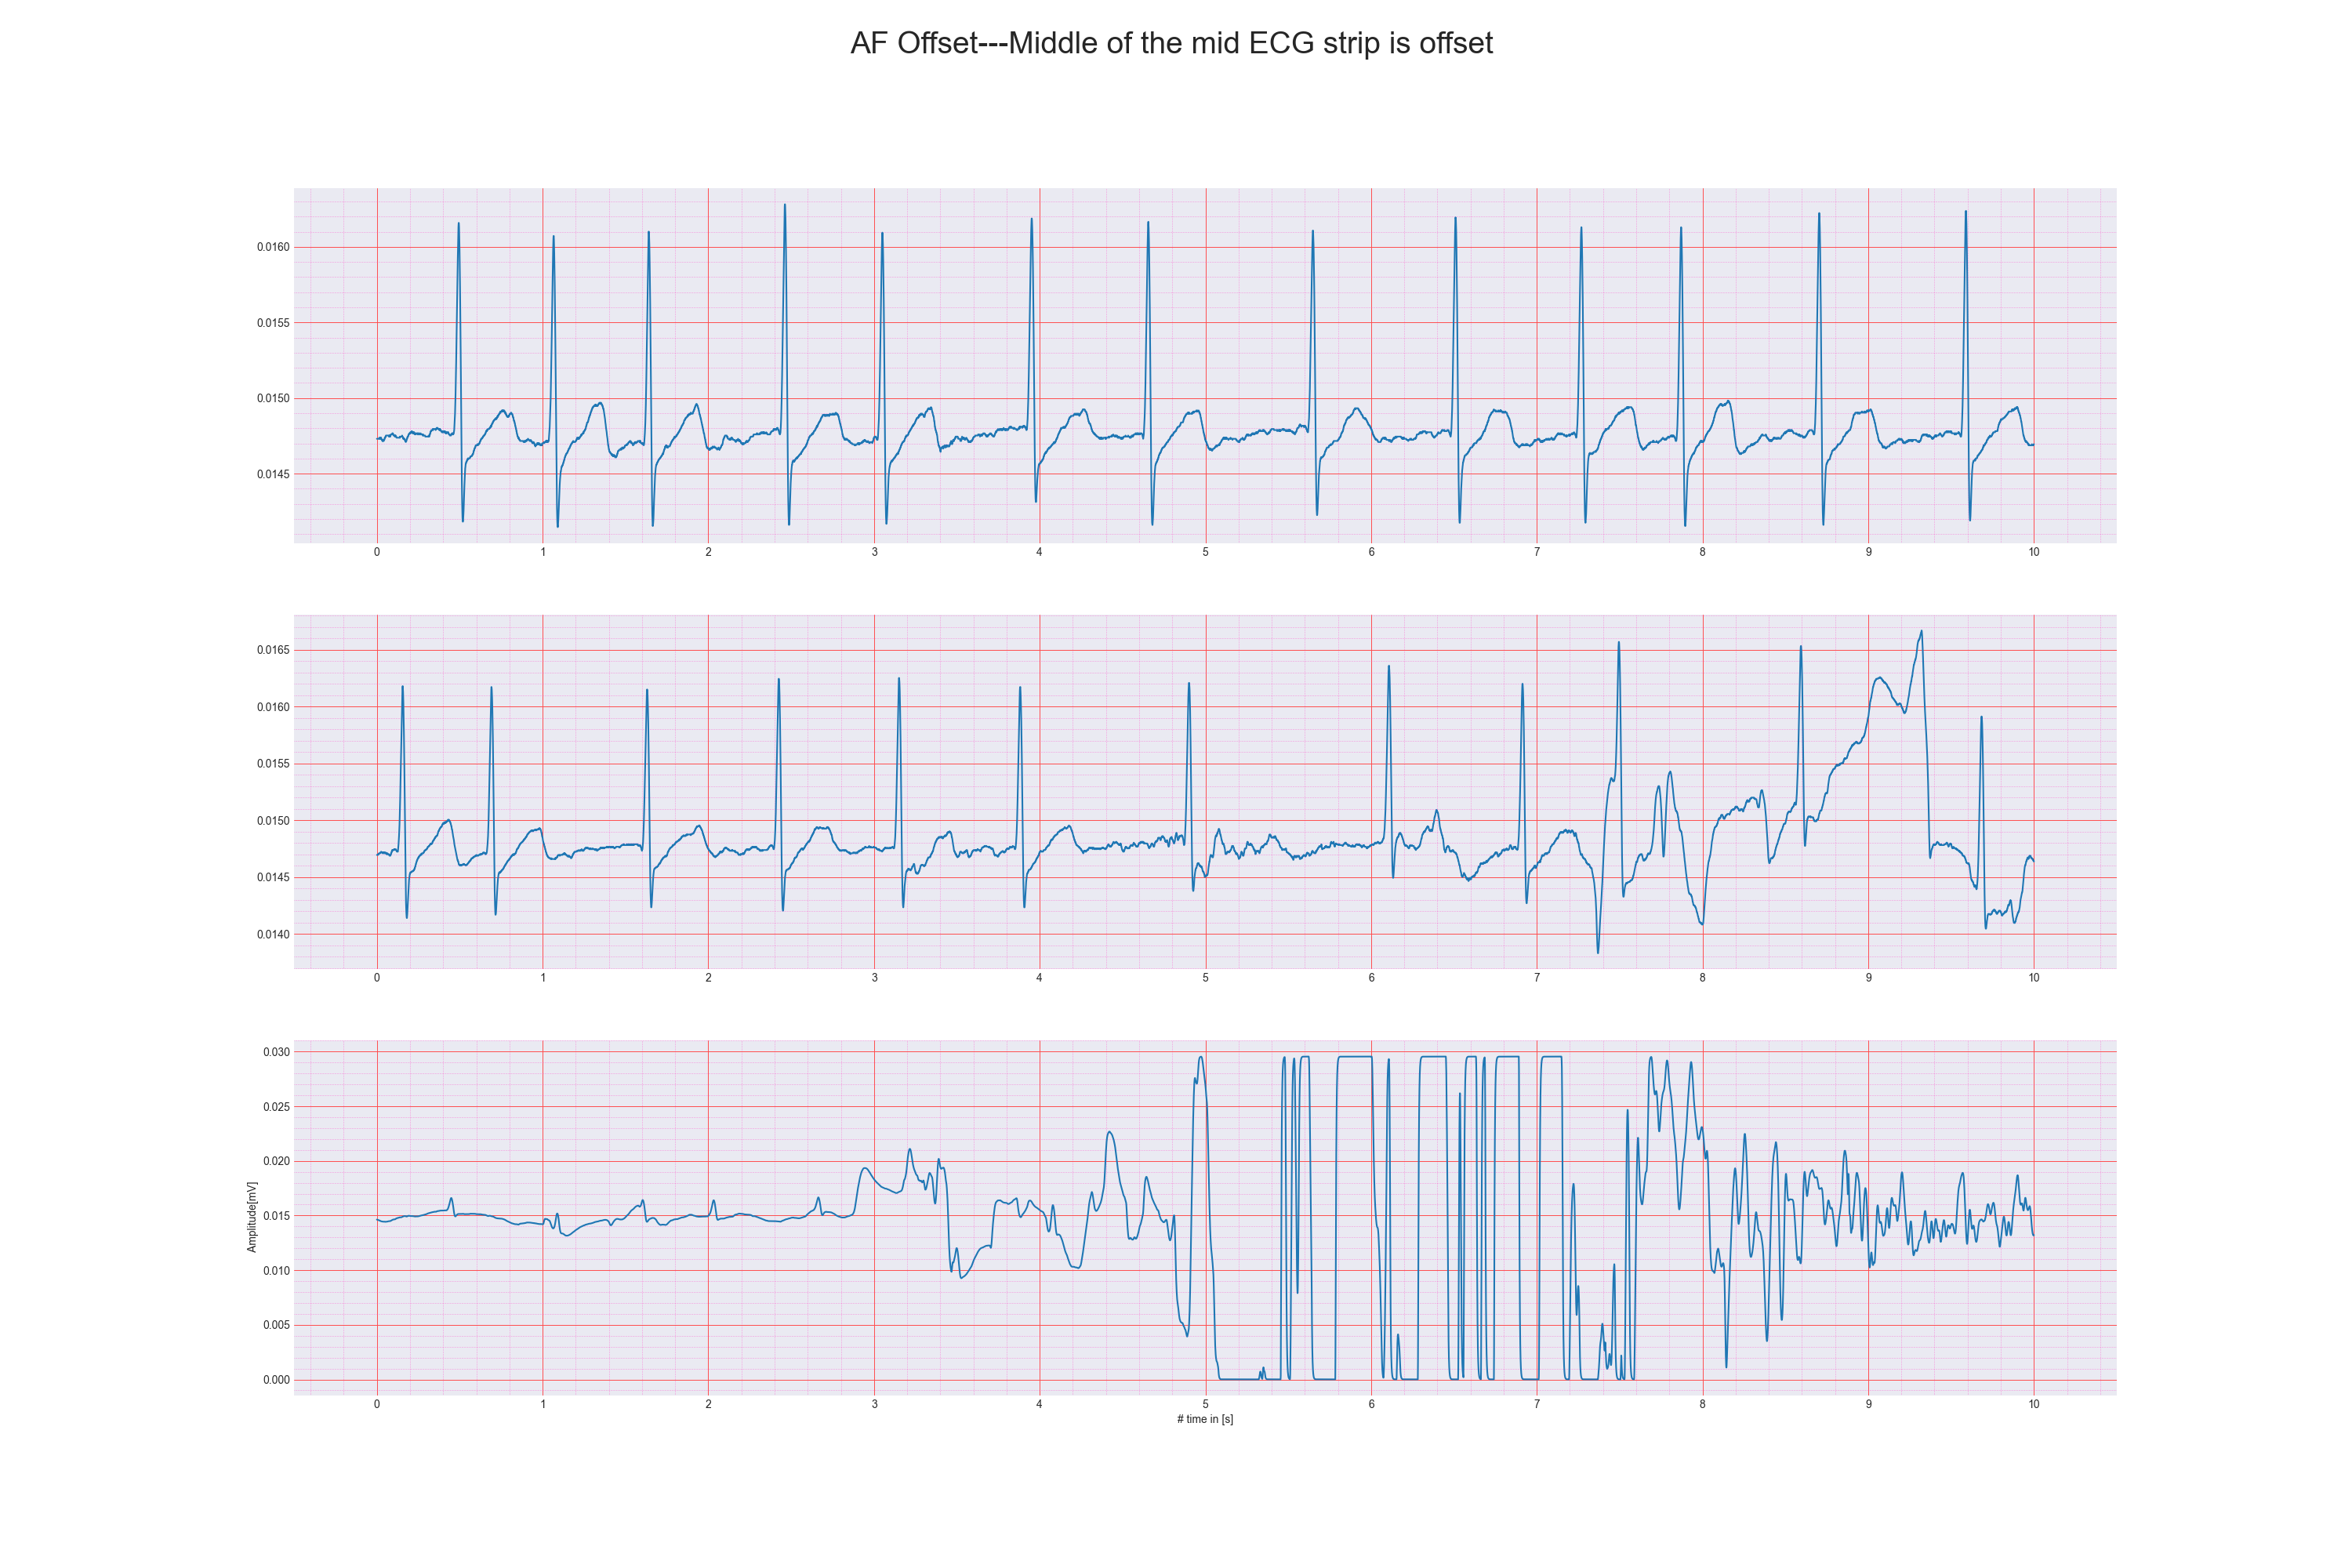 AF Offset---Middle of the mid ECG strip is offset
0.0160
0.0155
0.0150
0.0145
0 1 2 3 4 5 6 7 8 9 10
0.0165
0.0160
0.0155
0.0150
0.0145
0.0140
0 1 2 3 4 5 6 7 8 9 10
0.030
0.025
0.020
0.015
0.010
0.005
0.000
Amplitude[mV]
0 1 2 3 4 5 6 7 8 9 10
# time in [s]